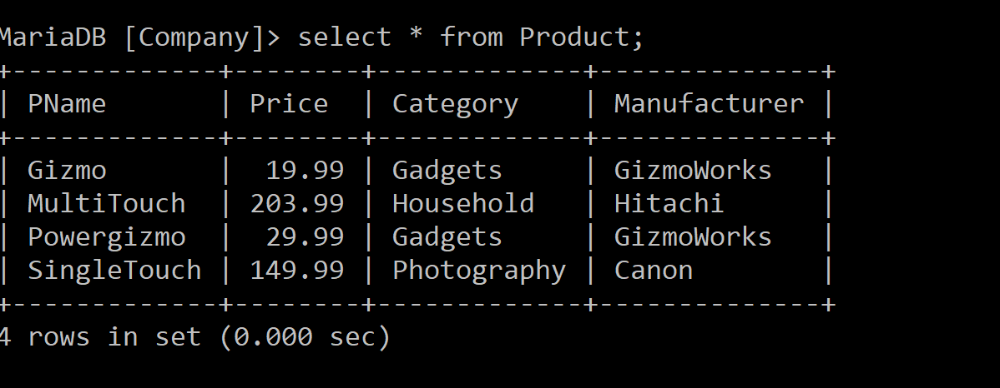 MariaDB [Company]> select * from Product;
+-------------+--------+-------------+--------------+
| PName       | Price  | Category    | Manufacturer |
+-------------+--------+-------------+--------------+
| Gizmo       |  19.99 | Gadgets     | GizmoWorks   |
| MultiTouch  | 203.99 | Household   | Hitachi      |
| Powergizmo  |  29.99 | Gadgets     | GizmoWorks   |
| SingleTouch | 149.99 | Photography | Canon        |
+-------------+--------+-------------+--------------+
4 rows in set (0.000 sec)